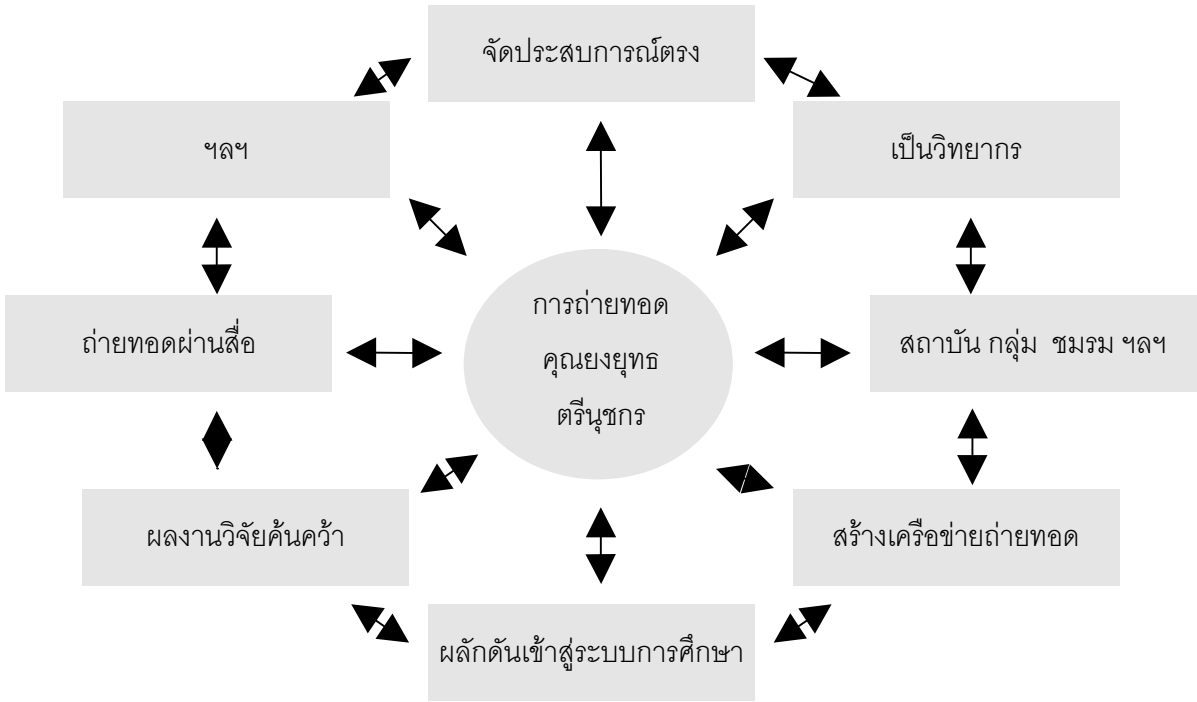 จัดประสบการณ์ตรง
ฯลฯ
เป็นวิทยากร
การถ่ายทอด
คุณยงยุทธ
ตรีนุชกร
ถ่ายทอดผ่านสื่อ
สถาบัน กลุ่ม ชมรม ฯลฯ
ผลงานวิจัยค้นคว้า
สร้างเครือข่ายถ่ายทอด
ผลักดันเข้าสู่ระบบการศึกษา